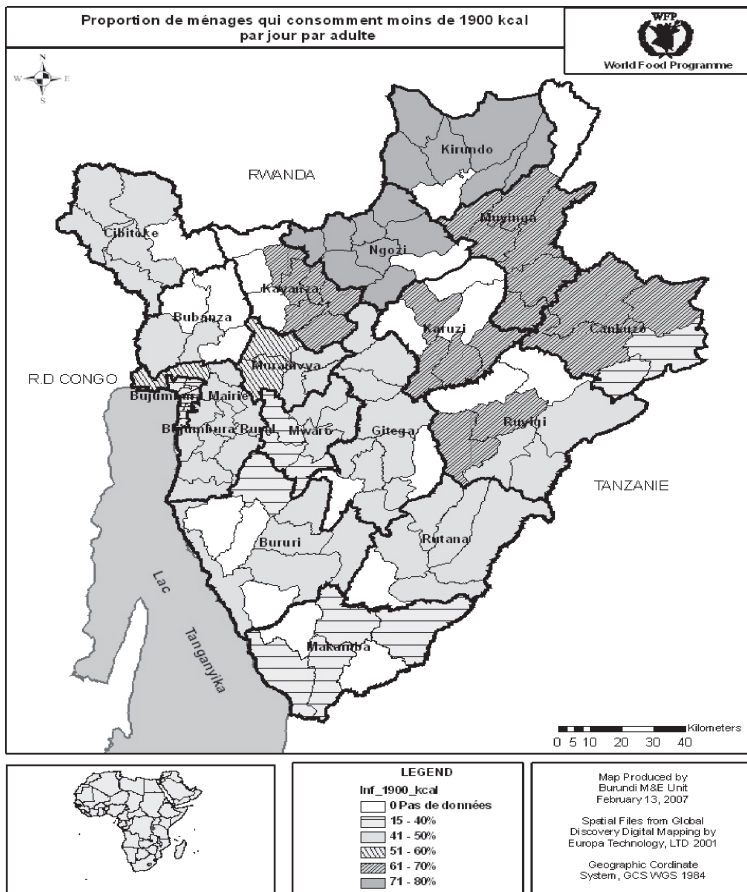 Proportion de ménages qui consomment moins de 1900 kcal
par jour par adulte
WFP
World Food Programme
N
W E
S
RWANDA
Kirundo
Muyinga
Cibitoke
Ngozi
Kayanza
Bubanza
Karuzi
Cankuzo
Muramvya
R.D CONGO
Bujumbura Mairie
Bujumbura Rural
Mwaro
Gitega
Ruyigi
TANZANIE
Bururi
Rutana
Lac
Tanganyika
Makamba
Kilometers
0 5 10 20 30 40
LEGEND
Inf_1900_kcal
0 Pas de données
15 - 40%
41 - 50%
51 - 60%
61 - 70%
71 - 80%
Map Produced by
Burundi M&E Unit
February 13, 2007
Spatial Files from Global
Discovery Digital Mapping by
Europa Technology, LTD 2001
Geographic Cordinate
System, GCS WGS 1984